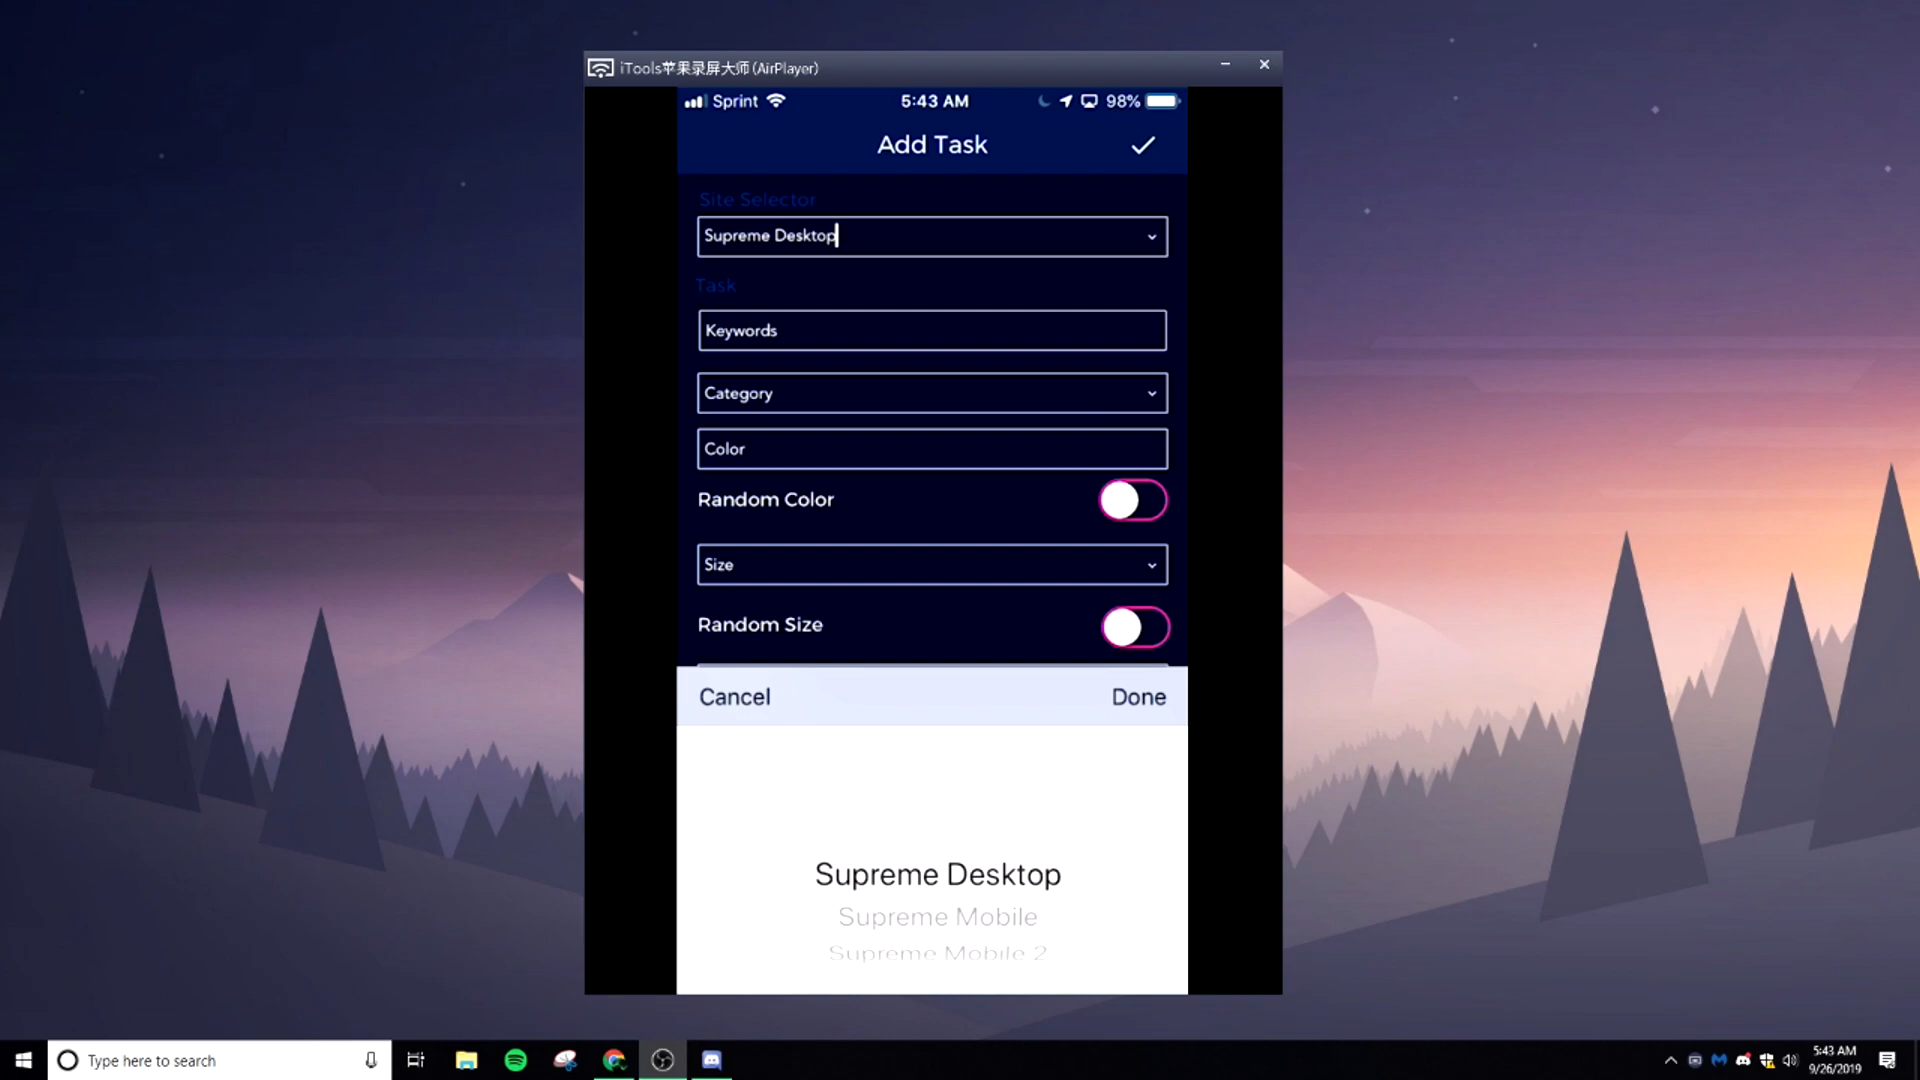 iTools苹果录屏大师(AirPlayer)
Sprint 5:43 AM 98%
Add Task
Site Selector
Supreme Desktop
Task
Keywords
Category
Color
Random Color
Size
Random Size
Cancel Done
Supreme Desktop
Supreme Mobile
Supreme Mobile 2
Type here to search
5:43 AM
9/26/2019